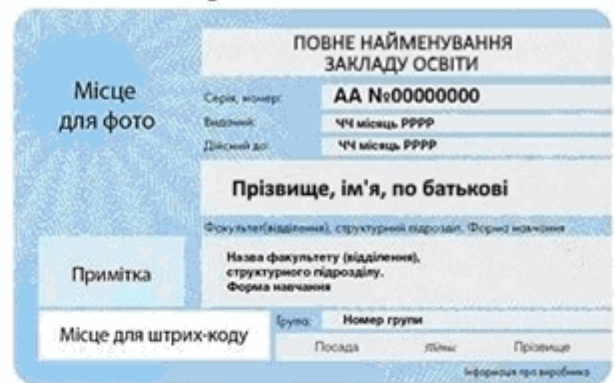 ПОВНЕ НАЙМЕНУВАННЯ
ЗАКЛАДУ ОСВІТИ
Місце
для фото
Серія, номер:
АА №00000000
Виданий:
ЧЧ місяць РРРР
Дійсний до:
ЧЧ місяць РРРР
Прізвище, ім'я, по батькові
Факультет(відділення), структурний підрозділ. Форма навчання
Назва факультету (відділення),
структурного підрозділу.
Форма навчання
Примітка
Місце для штрих-коду
Група:
Номер групи
Посада
Прізвище
Інформація про виробника